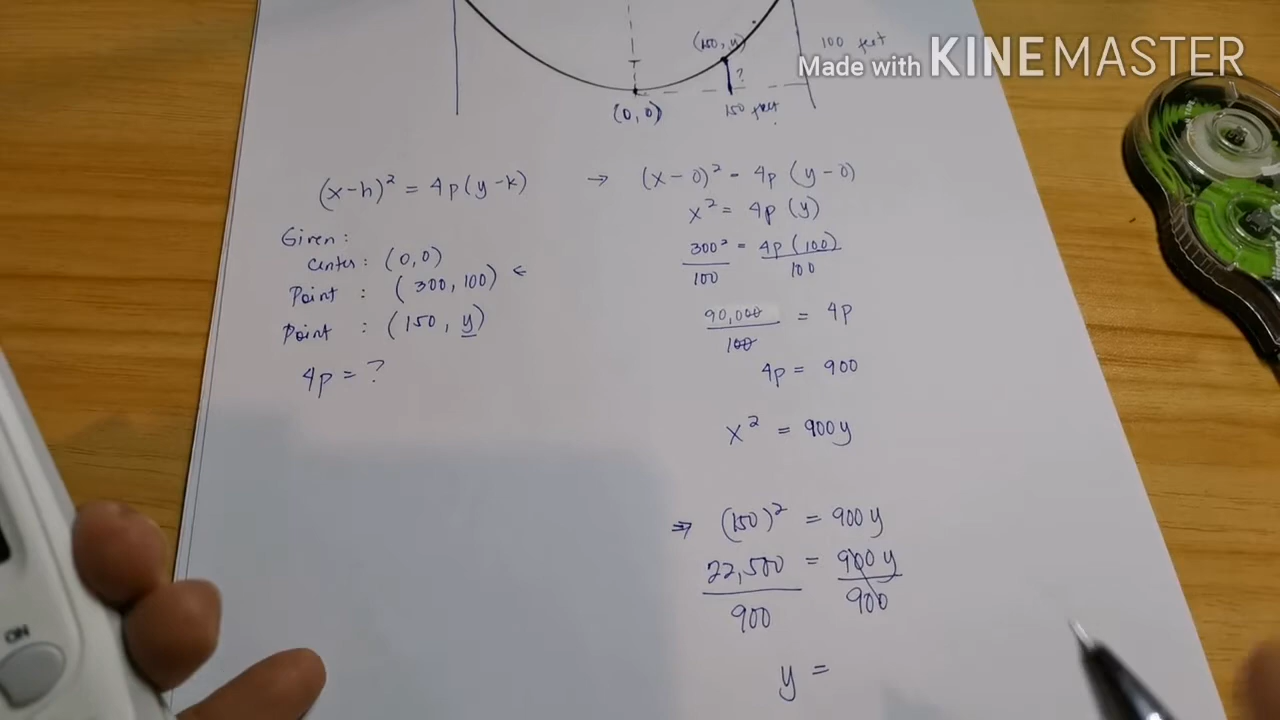 Made with KINEMASTER
(150, y)
100 feet
?
(0,0)
150 feet
(x-h)² = 4p(y-k)
Given:
Center: (0,0)
Point : (300, 100) ←
Point : (150, y)
4p = ?
→ (x-0)² = 4p (y-0)
x² = 4p (y)
300² = 4p(100)
100 100
90,000 = 4p
100
4p = 900
x² = 900y
⇒ (150)² = 900y
22,500 = 900y
900 900
y =
ON